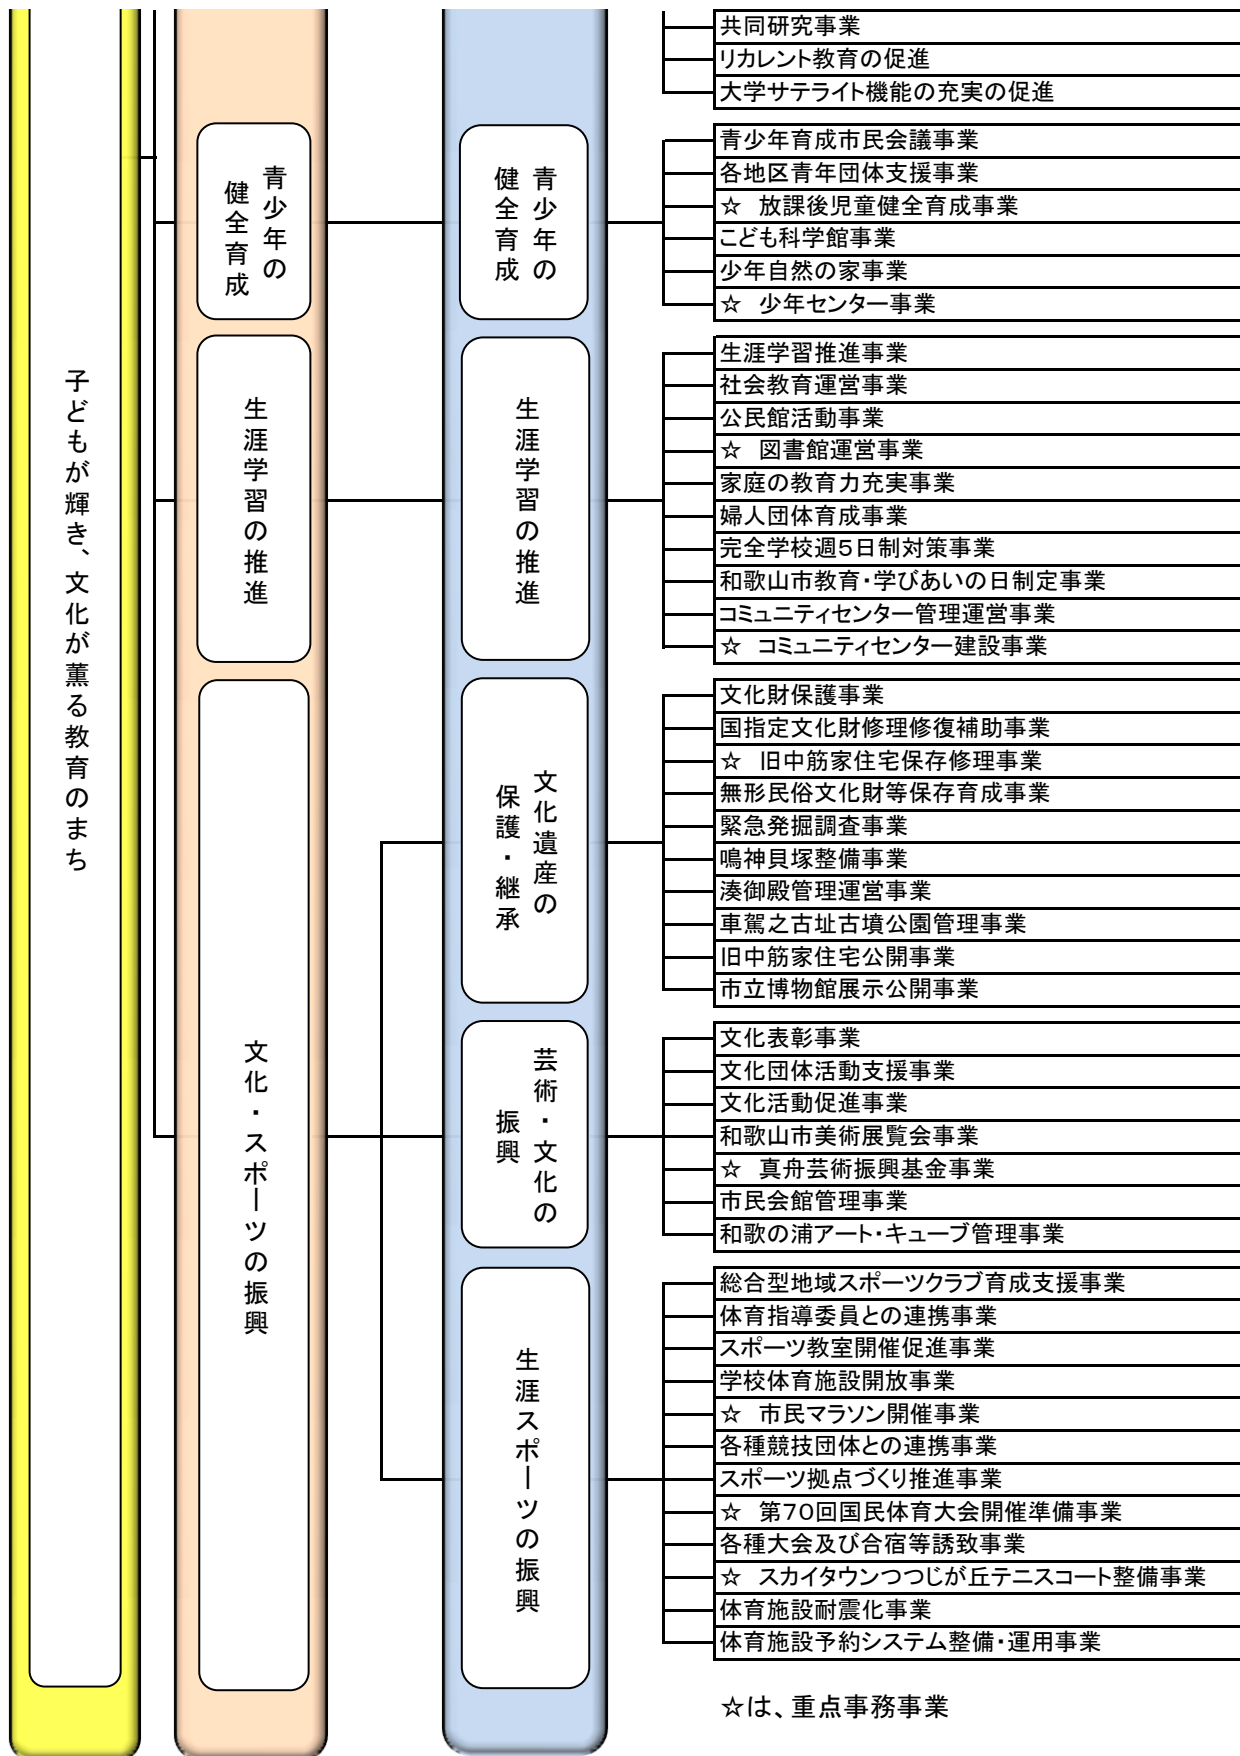 子どもが輝き、文化が薫る教育のまち
共同研究事業
リカレント教育の促進
大学サテライト機能の充実の促進
青少年の
健全育成
青少年の
健全育成
青少年育成市民会議事業
各地区青年団体支援事業
☆　放課後児童健全育成事業
こども科学館事業
少年自然の家事業
☆　少年センター事業
生涯学習の推進
生涯学習の推進
生涯学習推進事業
社会教育運営事業
公民館活動事業
☆　図書館運営事業
家庭の教育力充実事業
婦人団体育成事業
完全学校週5日制対策事業
和歌山市教育・学びあいの日制定事業
コミュニティセンター管理運営事業
☆　コミュニティセンター建設事業
文化・スポーツの振興
文化遺産の
保護・継承
文化財保護事業
国指定文化財修理修復補助事業
☆　旧中筋家住宅保存修理事業
無形民俗文化財等保存育成事業
緊急発掘調査事業
鳴神貝塚整備事業
湊御殿管理運営事業
車駕之古址古墳公園管理事業
旧中筋家住宅公開事業
市立博物館展示公開事業
芸術・文化の
振興
文化表彰事業
文化団体活動支援事業
文化活動促進事業
和歌山市美術展覧会事業
☆　真舟芸術振興基金事業
市民会館管理事業
和歌の浦アート・キューブ管理事業
生涯スポーツの振興
総合型地域スポーツクラブ育成支援事業
体育指導委員との連携事業
スポーツ教室開催促進事業
学校体育施設開放事業
☆　市民マラソン開催事業
各種競技団体との連携事業
スポーツ拠点づくり推進事業
☆　第70回国民体育大会開催準備事業
各種大会及び合宿等誘致事業
☆　スカイタウンつつじが丘テニスコート整備事業
体育施設耐震化事業
体育施設予約システム整備・運用事業
☆は、重点事務事業